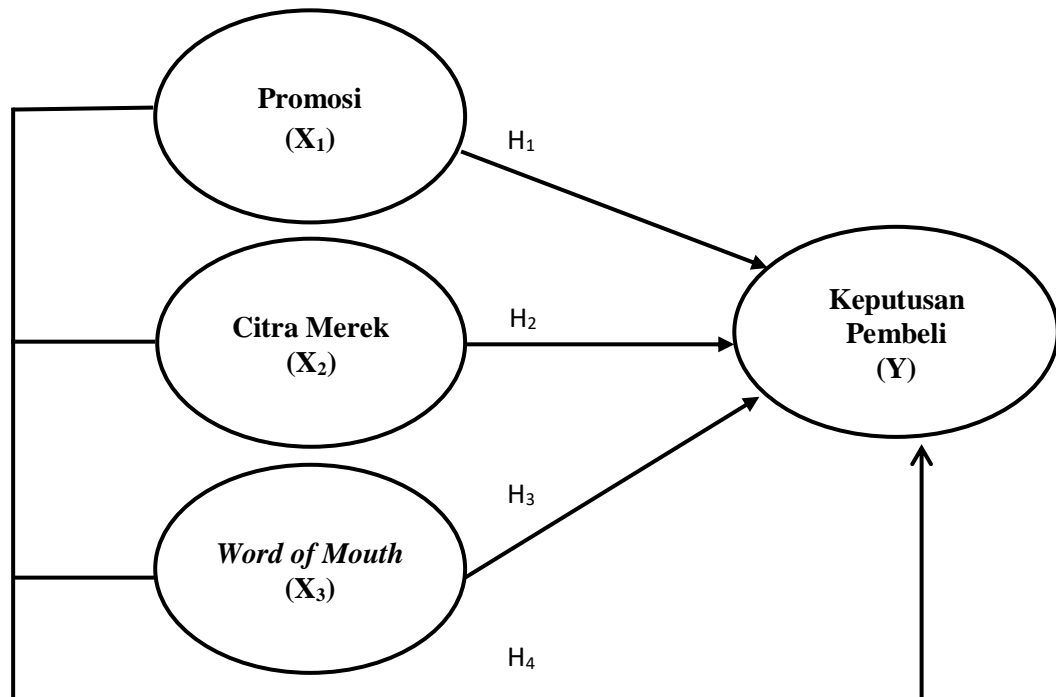 Promosi
(X₁)
H₁
Citra Merek
(X₂)
H₂
Keputusan
Pembeli
(Y)
Word of Mouth
(X₃)
H₃
H₄